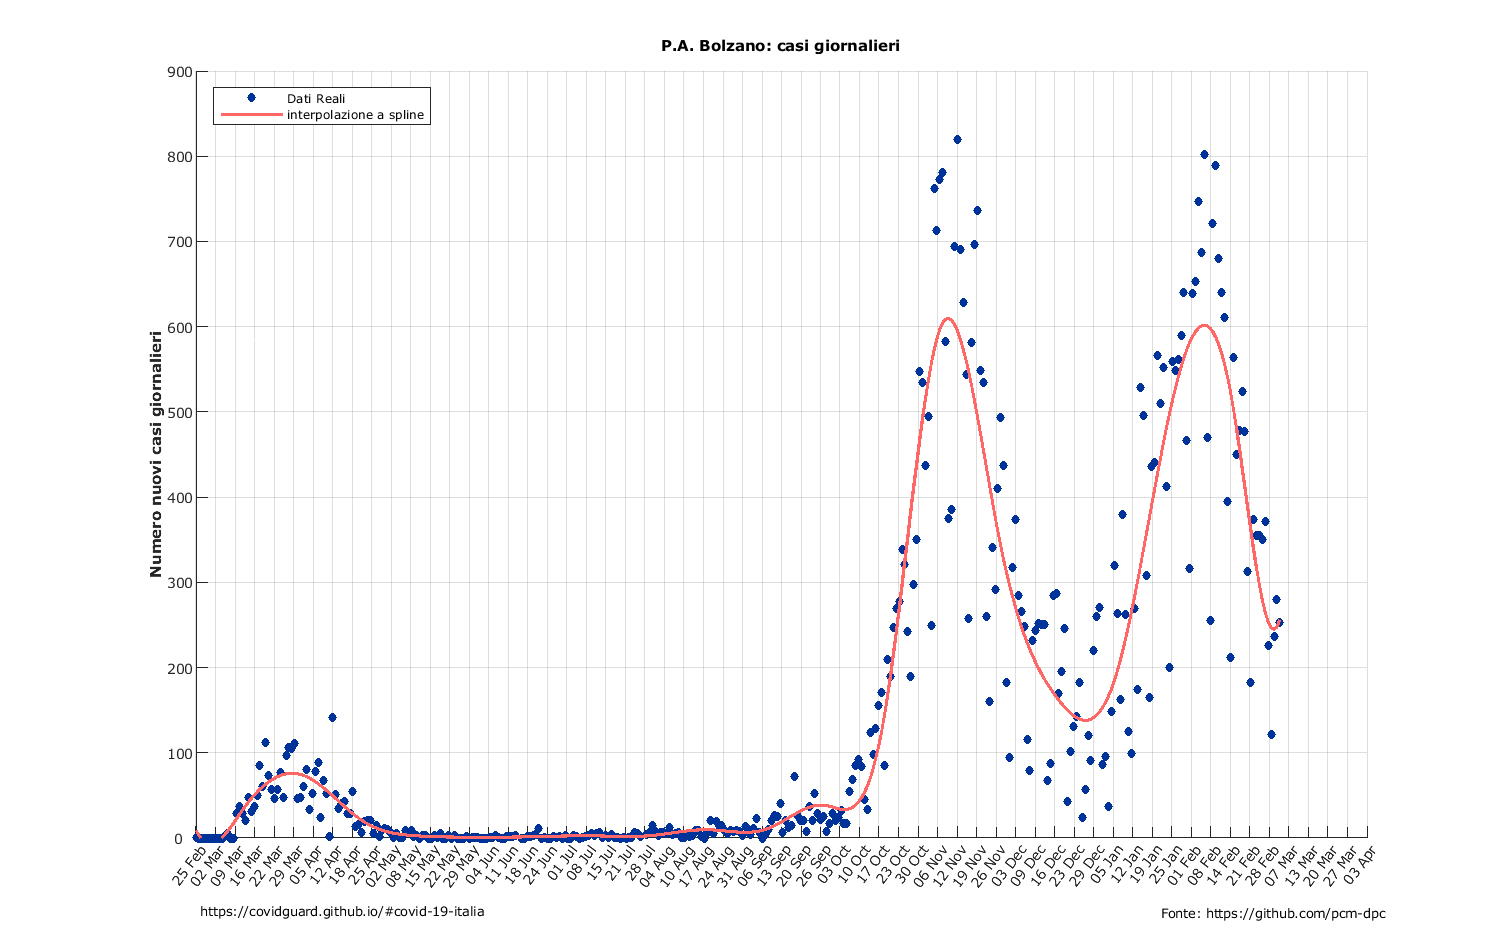 P.A. Bolzano: casi giornalieri
Dati Reali
interpolazione a spline
Numero nuovi casi giornalieri
900
800
700
600
500
400
300
200
100
0
25 Feb
02 Mar
09 Mar
16 Mar
22 Mar
29 Mar
05 Apr
12 Apr
18 Apr
25 Apr
02 May
08 May
15 May
22 May
29 May
04 Jun
11 Jun
18 Jun
24 Jun
01 Jul
08 Jul
15 Jul
21 Jul
28 Jul
04 Aug
10 Aug
17 Aug
24 Aug
31 Aug
06 Sep
13 Sep
20 Sep
26 Sep
03 Oct
10 Oct
17 Oct
23 Oct
30 Oct
06 Nov
12 Nov
19 Nov
26 Nov
03 Dec
09 Dec
16 Dec
23 Dec
29 Dec
05 Jan
12 Jan
19 Jan
25 Jan
01 Feb
08 Feb
14 Feb
21 Feb
28 Feb
07 Mar
13 Mar
20 Mar
27 Mar
03 Apr
https://covidguard.github.io/#covid-19-italia
Fonte: https://github.com/pcm-dpc